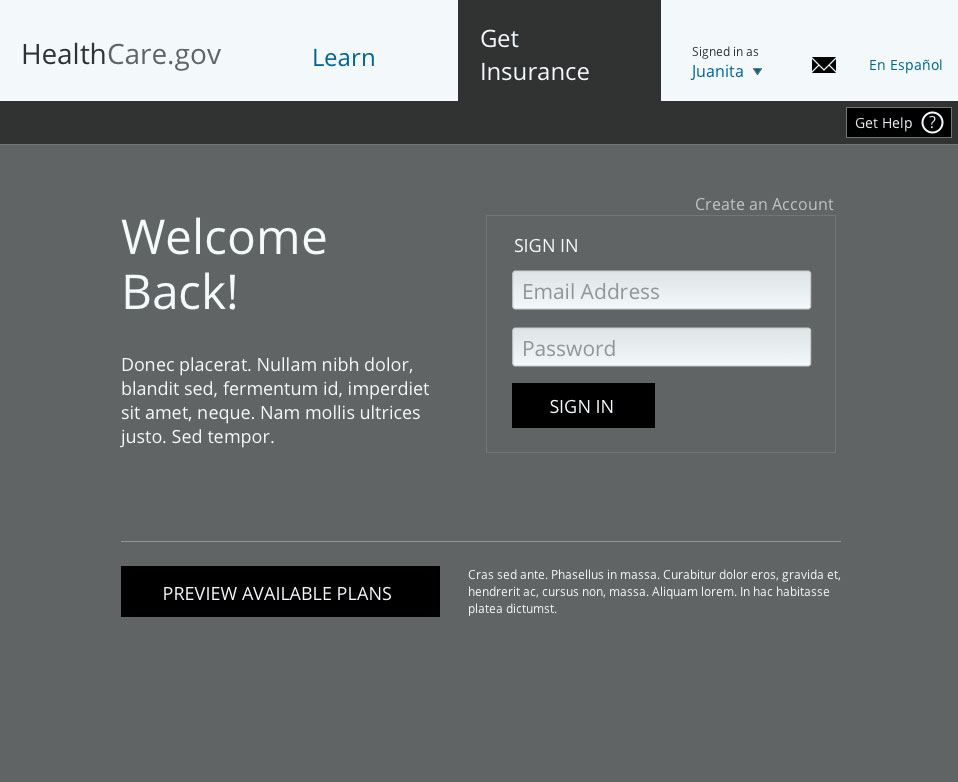 HealthCare.gov
Learn
Get
Insurance
Signed in as
Juanita
En Español
Get Help ?
Welcome
Back!
Donec placerat. Nullam nibh dolor,
blandit sed, fermentum id, imperdiet
sit amet, neque. Nam mollis ultrices
justo. Sed tempor.
Create an Account
SIGN IN
Email Address
Password
SIGN IN
PREVIEW AVAILABLE PLANS
Cras sed ante. Phasellus in massa. Curabitur dolor eros, gravida et,
hendrerit ac, cursus non, massa. Aliquam lorem. In hac habitasse
platea dictumst.